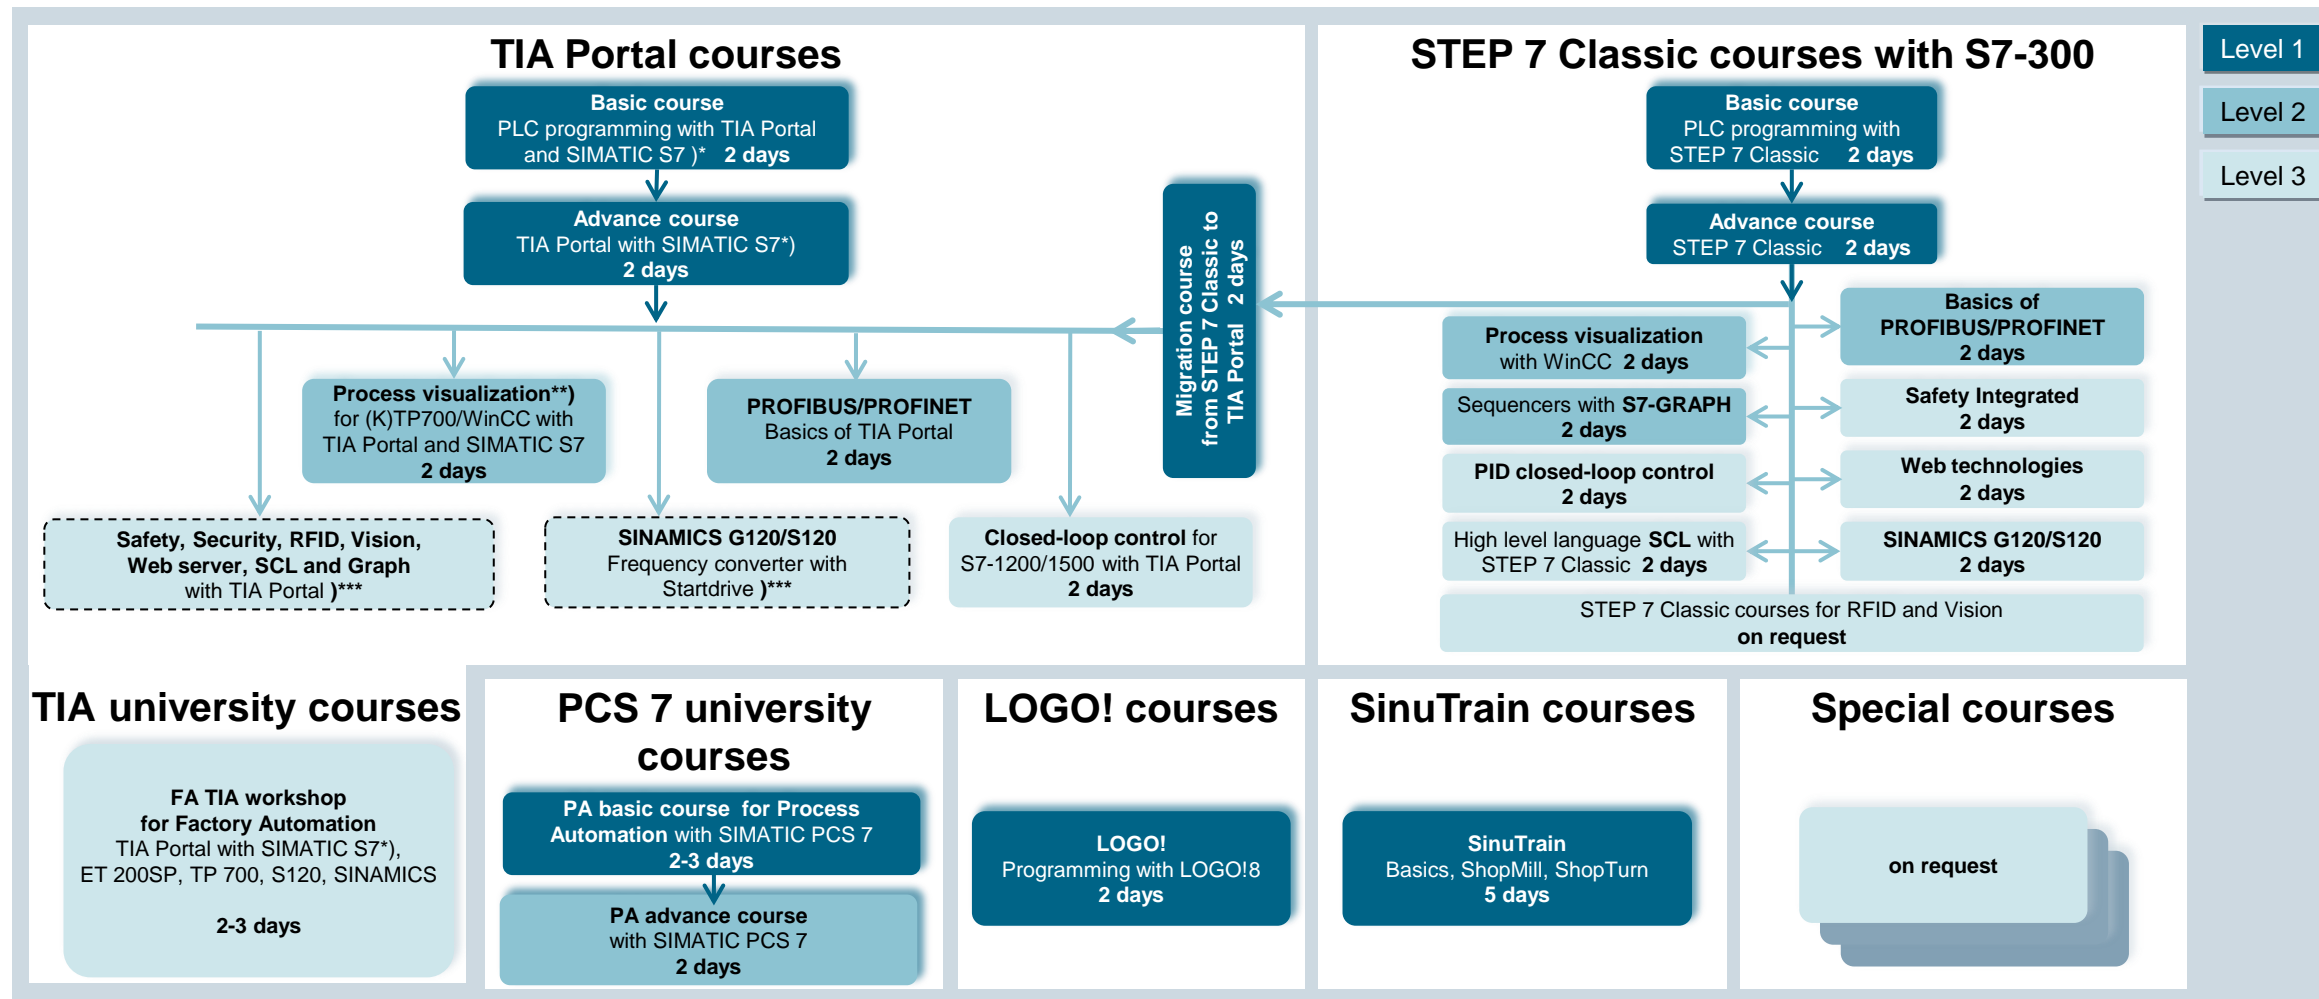 TIA Portal courses
Basic course
PLC programming with TIA Portal
and SIMATIC S7 )* 2 days
Advance course
TIA Portal with SIMATIC S7*)
2 days
Process visualization**)
for (K)TP700/WinCC with
TIA Portal and SIMATIC S7
2 days
PROFIBUS/PROFINET
Basics of TIA Portal
2 days
Safety, Security, RFID, Vision,
Web server, SCL and Graph
with TIA Portal )***
SINAMICS G120/S120
Frequency converter with
Startdrive )***
Closed-loop control for
S7-1200/1500 with TIA Portal
2 days
Migration course
from STEP 7 Classic to
TIA Portal 2 days
STEP 7 Classic courses with S7-300
Basic course
PLC programming with
STEP 7 Classic 2 days
Advance course
STEP 7 Classic 2 days
Process visualization
with WinCC 2 days
Basics of
PROFIBUS/PROFINET
2 days
Sequencers with S7-GRAPH
2 days
Safety Integrated
2 days
PID closed-loop control
2 days
Web technologies
2 days
High level language SCL with
STEP 7 Classic 2 days
SINAMICS G120/S120
2 days
STEP 7 Classic courses for RFID and Vision
on request
Level 1
Level 2
Level 3
TIA university courses
FA TIA workshop
for Factory Automation
TIA Portal with SIMATIC S7*),
ET 200SP, TP 700, S120, SINAMICS
2-3 days
PCS 7 university
courses
PA basic course for Process
Automation with SIMATIC PCS 7
2-3 days
PA advance course
with SIMATIC PCS 7
2 days
LOGO! courses
LOGO!
Programming with LOGO!8
2 days
SinuTrain courses
SinuTrain
Basics, ShopMill, ShopTurn
5 days
Special courses
on request